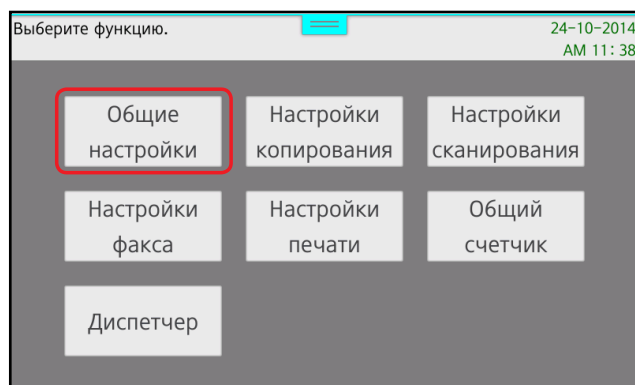 Выберите функцию.
24-10-2014
AM 11: 38
Общие
настройки
Настройки
копирования
Настройки
сканирования
Настройки
факса
Настройки
печати
Общий
счетчик
Диспетчер